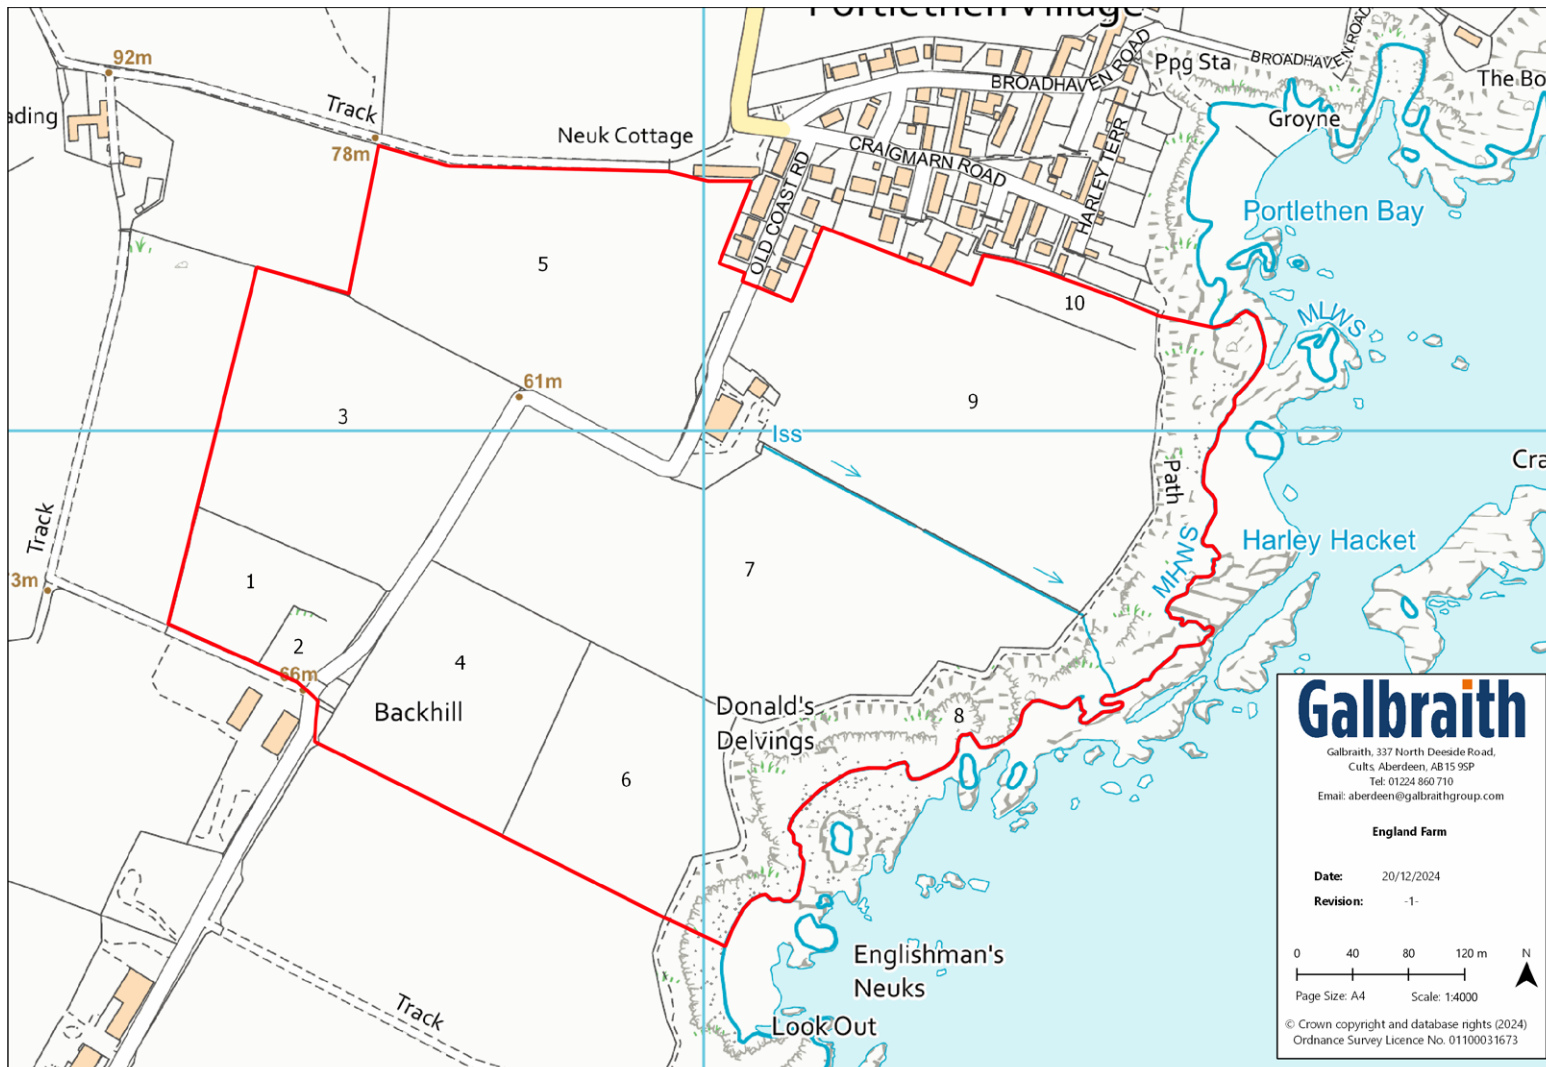 Portlethen Village
92m
BROADHAVEN ROAD
Ppg Sta
BROADHAVEN ROAD
The Bo
ading
Track
78m
Neuk Cottage
CRAIGMARN ROAD
HARLEY TERR
Groyne
OLD COAST RD
Portlethen Bay
5
10
MLWS
61m
3
9
Iss
Path
Cra
Track
Harley Hacket
MHWS
3m
1
7
2
66m
4
Backhill
Donald's
Delvings
8
6
Englishman's
Neuks
Look Out
Track
Galbraith
Galbraith, 337 North Deeside Road,
Cults, Aberdeen, AB15 9SP
Tel: 01224 860 710
Email: aberdeen@galbraithgroup.com
England Farm
Date: 20/12/2024
Revision: -1-
0 40 80 120 m N
Page Size: A4 Scale: 1:4000
© Crown copyright and database rights (2024)
Ordnance Survey Licence No. 01100031673